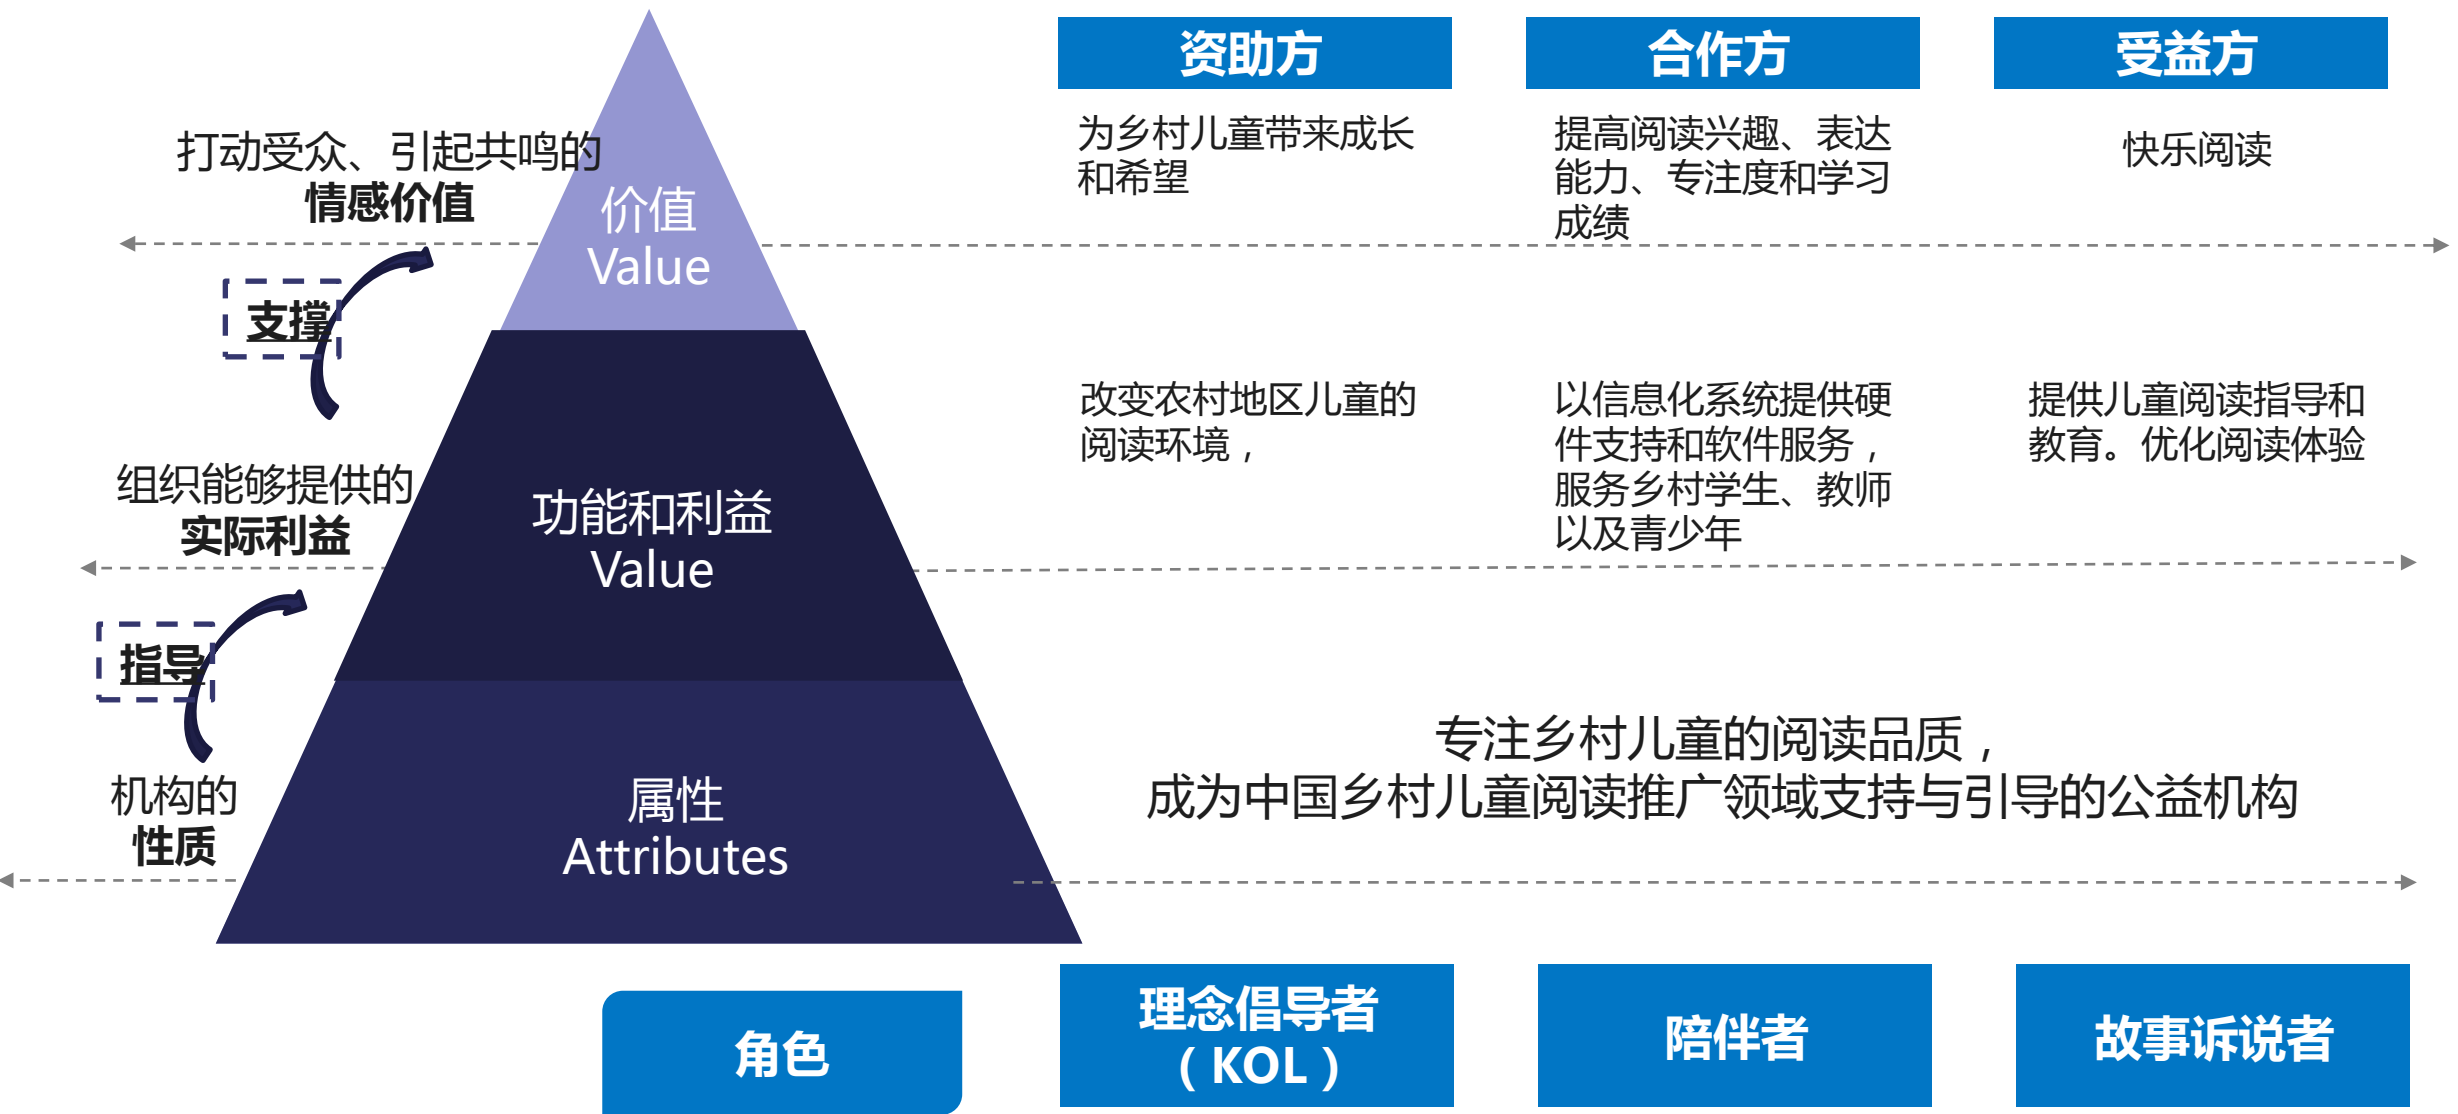 资助方
合作方
受益方
打动受众、引起共鸣的
情感价值
价值
Value
为乡村儿童带来成长
和希望
提高阅读兴趣、表达
能力、专注度和学习
成绩
快乐阅读
支撑
组织能够提供的
实际利益
功能和利益
Value
改变农村地区儿童的
阅读环境，
以信息化系统提供硬
件支持和软件服务，
服务乡村学生、教师
以及青少年
提供儿童阅读指导和
教育。优化阅读体验
指导
机构的
性质
属性
Attributes
专注乡村儿童的阅读品质，
成为中国乡村儿童阅读推广领域支持与引导的公益机构
角色
理念倡导者
（KOL）
陪伴者
故事诉说者